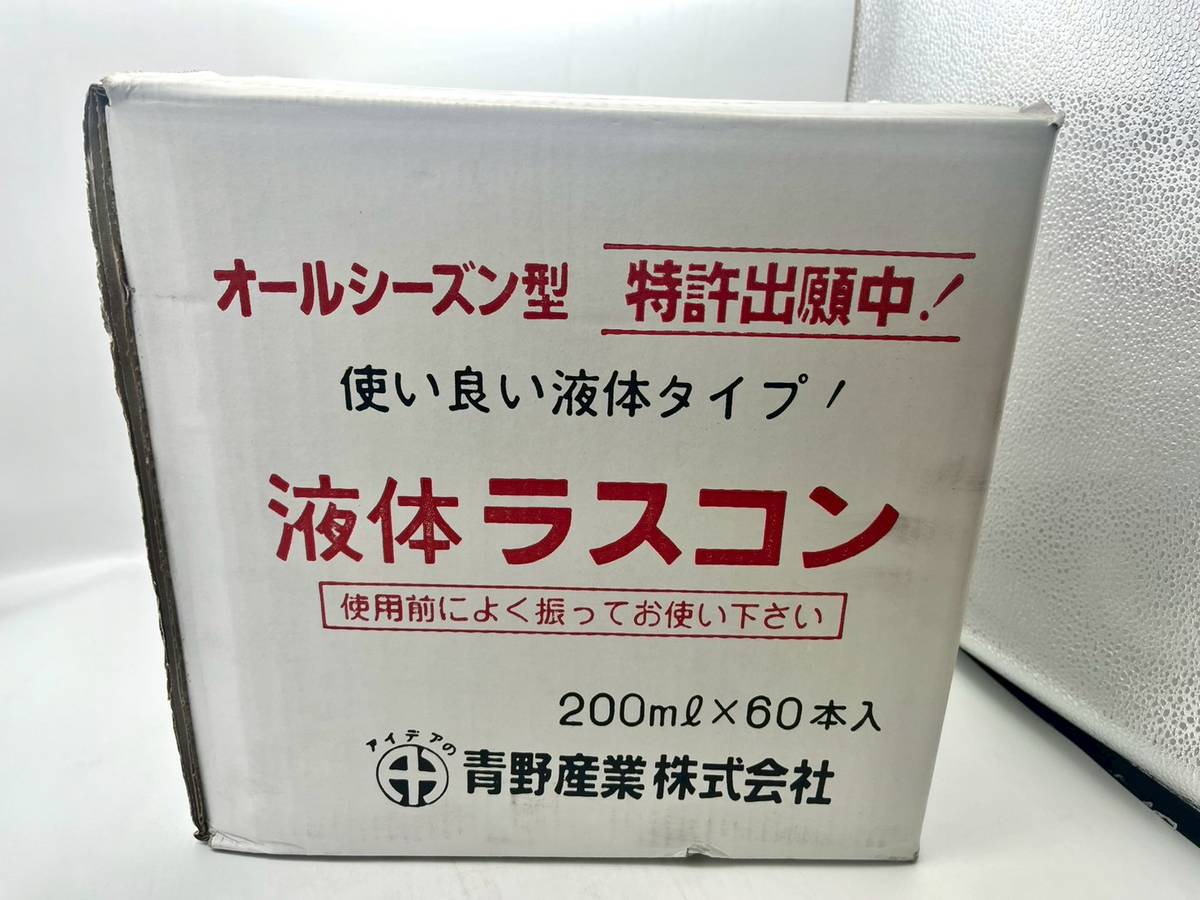 オールシーズン型 特許出願中!
使い良い液体タイプ!
液体ラスコン
使用前によく振ってお使い下さい
200mℓ×60本入
アイデアの
青野産業株式会社